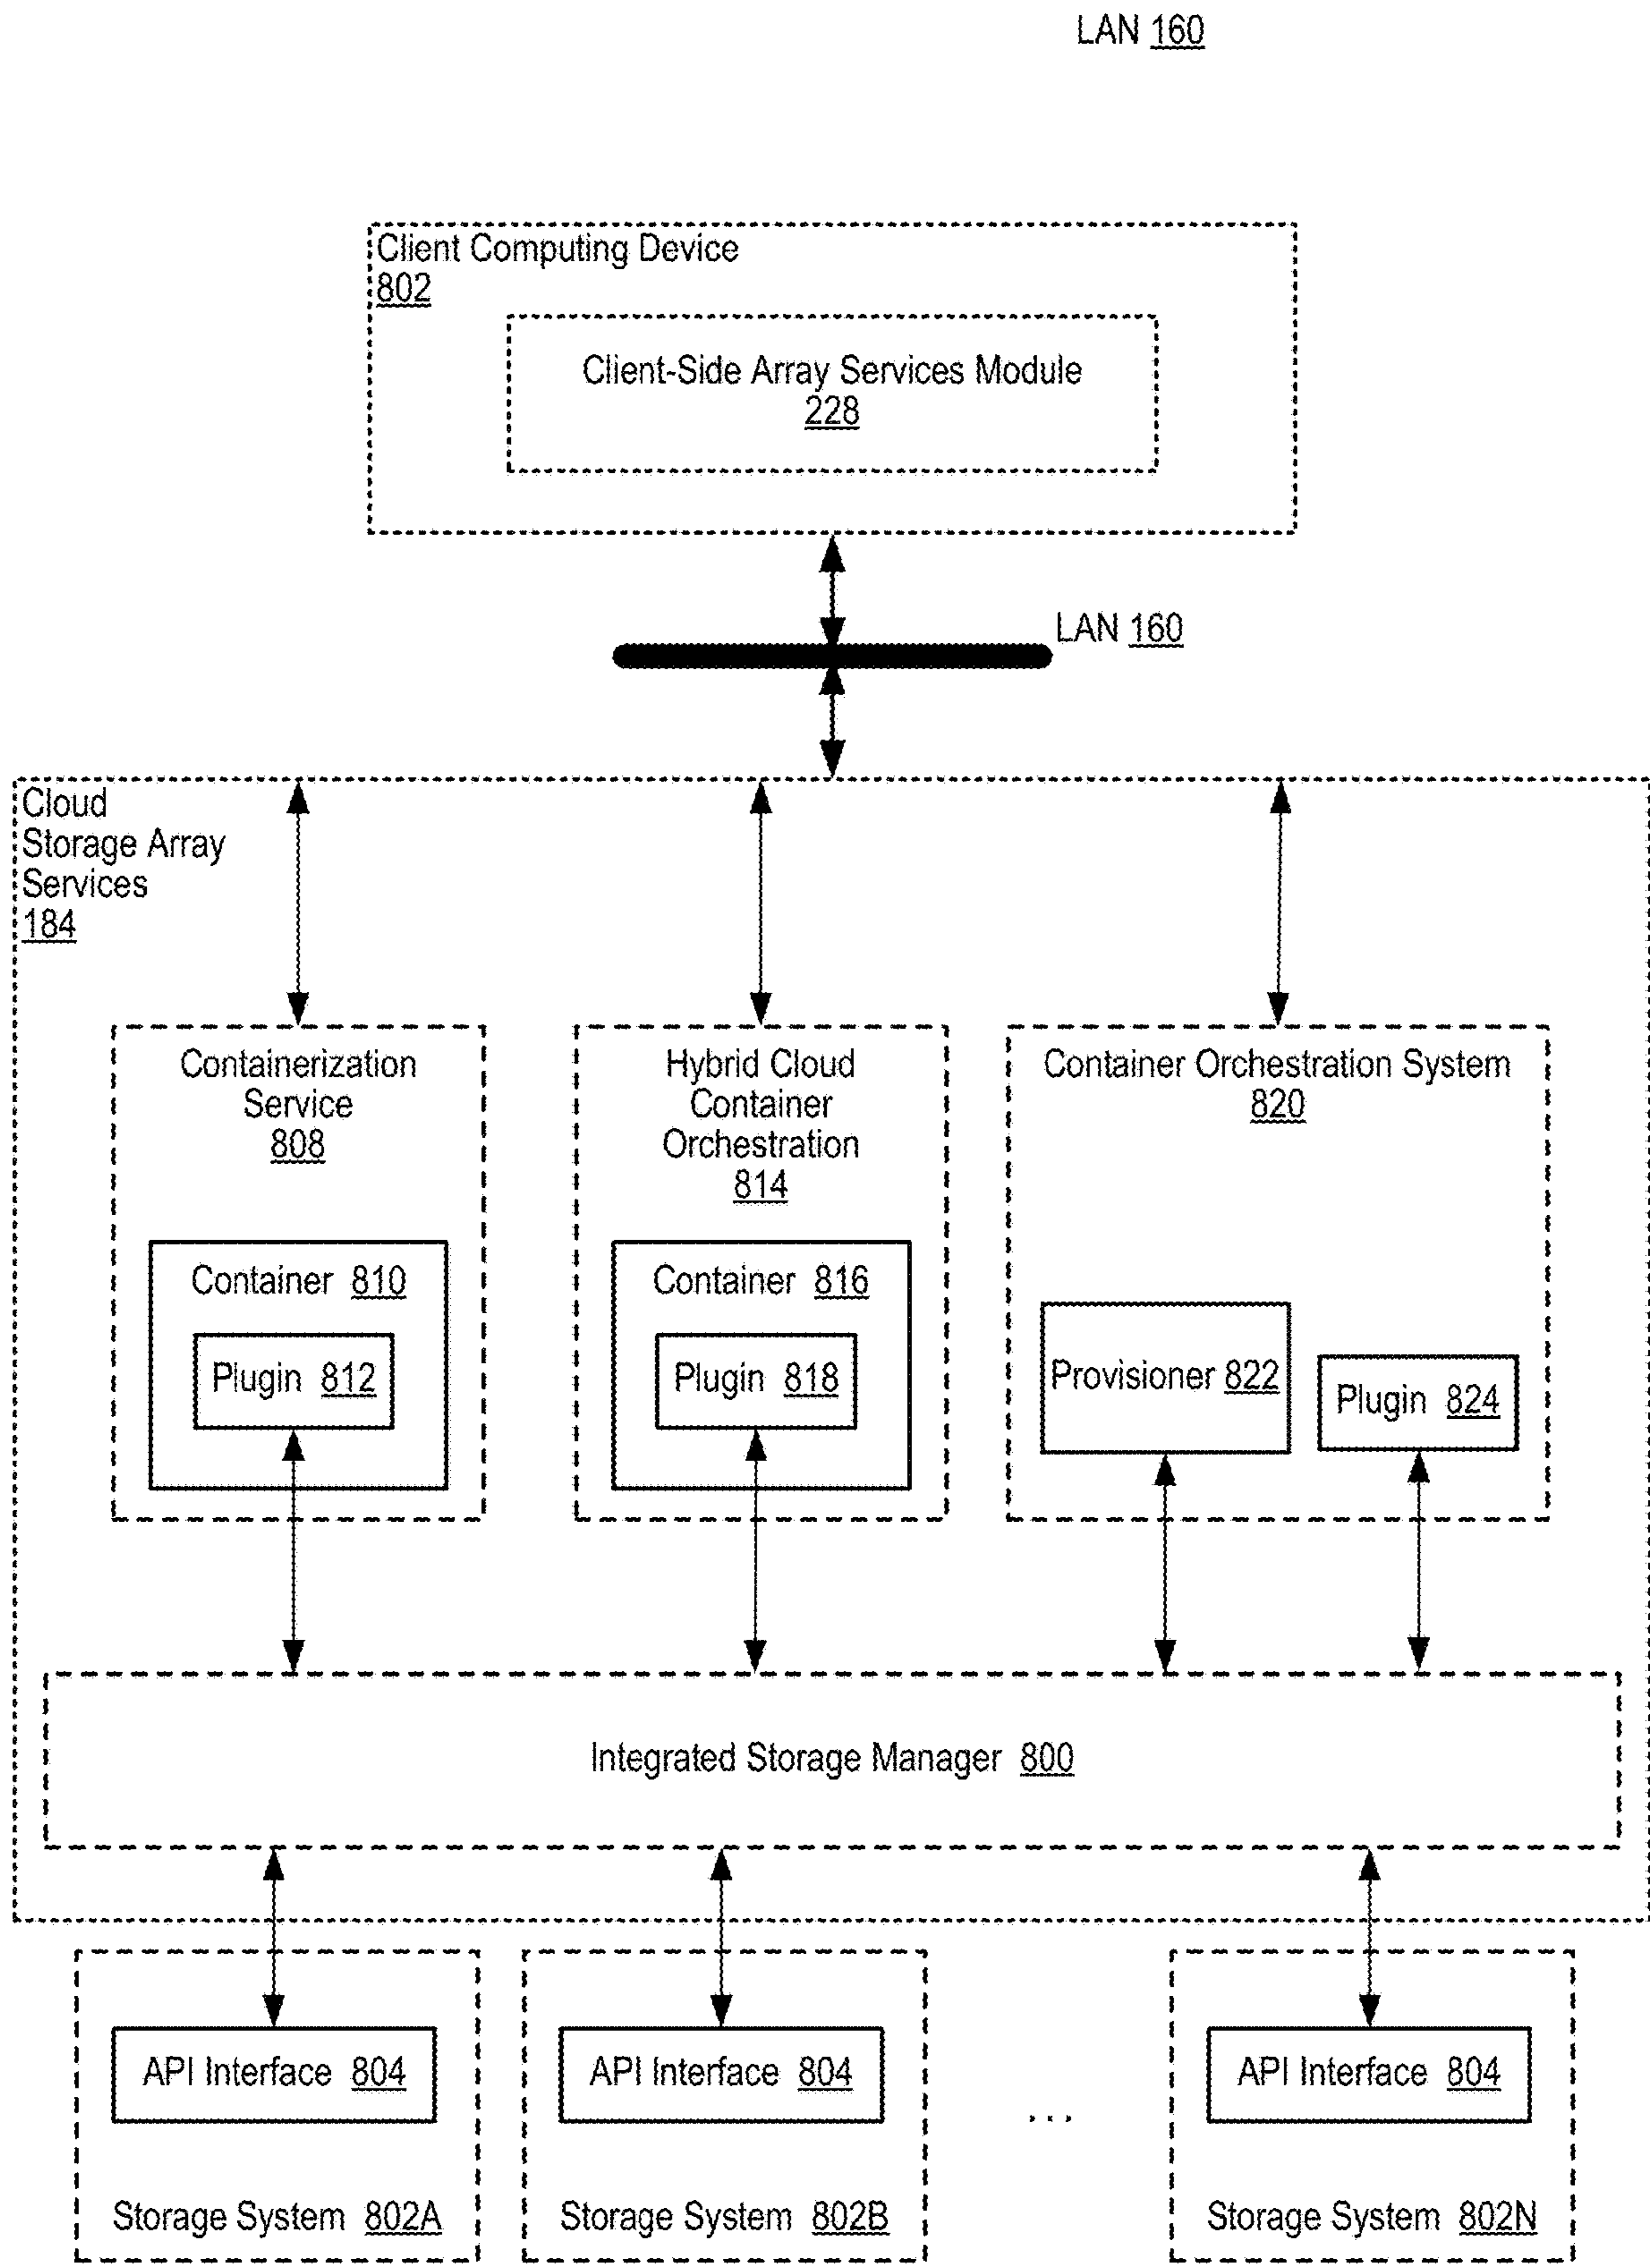 LAN 160
Client Computing Device
802
Client-Side Array Services Module
228
LAN 160
Cloud
Storage Array
Services
184
Containerization
Service
808
Hybrid Cloud
Container
Orchestration
814
Container Orchestration System
820
Container 810
Plugin 812
Container 816
Plugin 818
Provisioner 822
Plugin 824
Integrated Storage Manager 800
API Interface 804
API Interface 804
...
API Interface 804
Storage System 802A
Storage System 802B
Storage System 802N